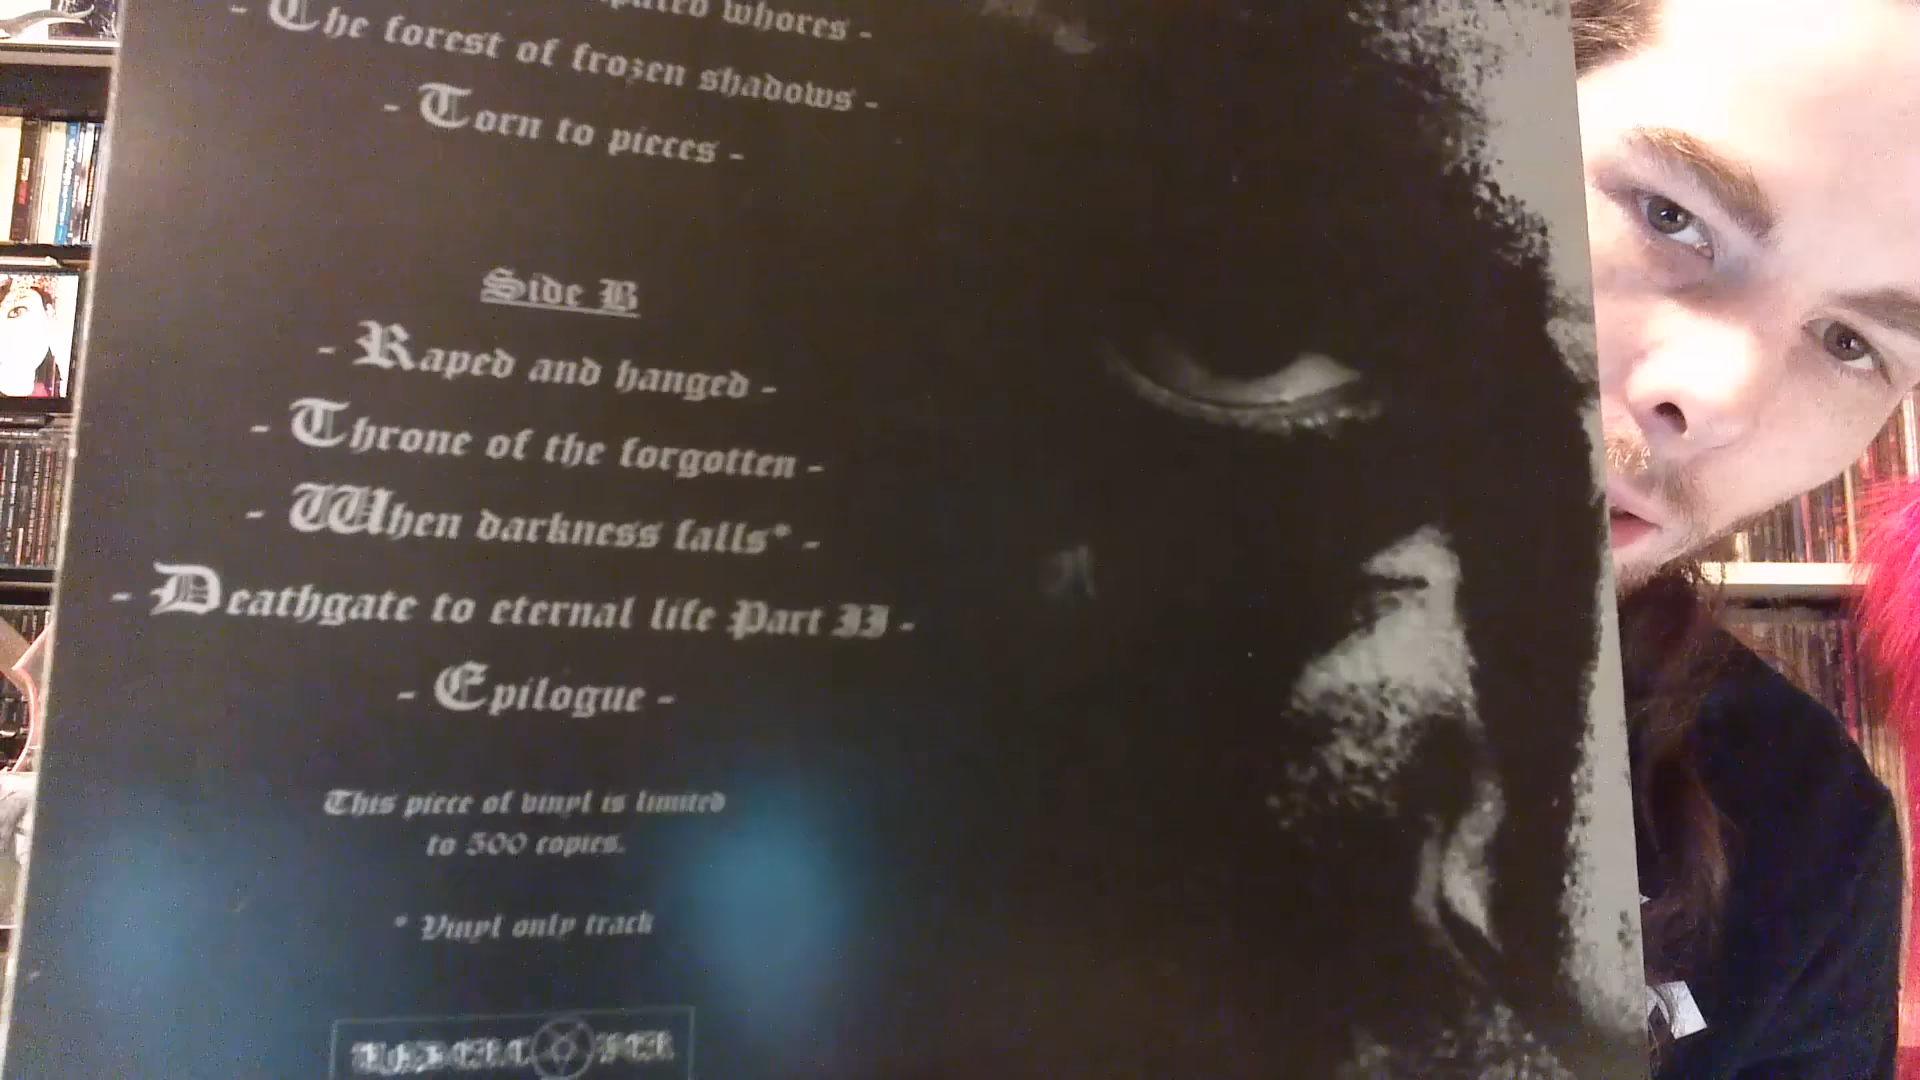 whores -
- The forest of frozen shadows -
- Torn to pieces -
Side B
- Raped and hanged -
- Throne of the forgotten -
- When darkness falls* -
- Deathgate to eternal life Part II -
- Epilogue -
This piece of vinyl is limited
to 500 copies.
* Vinyl only track